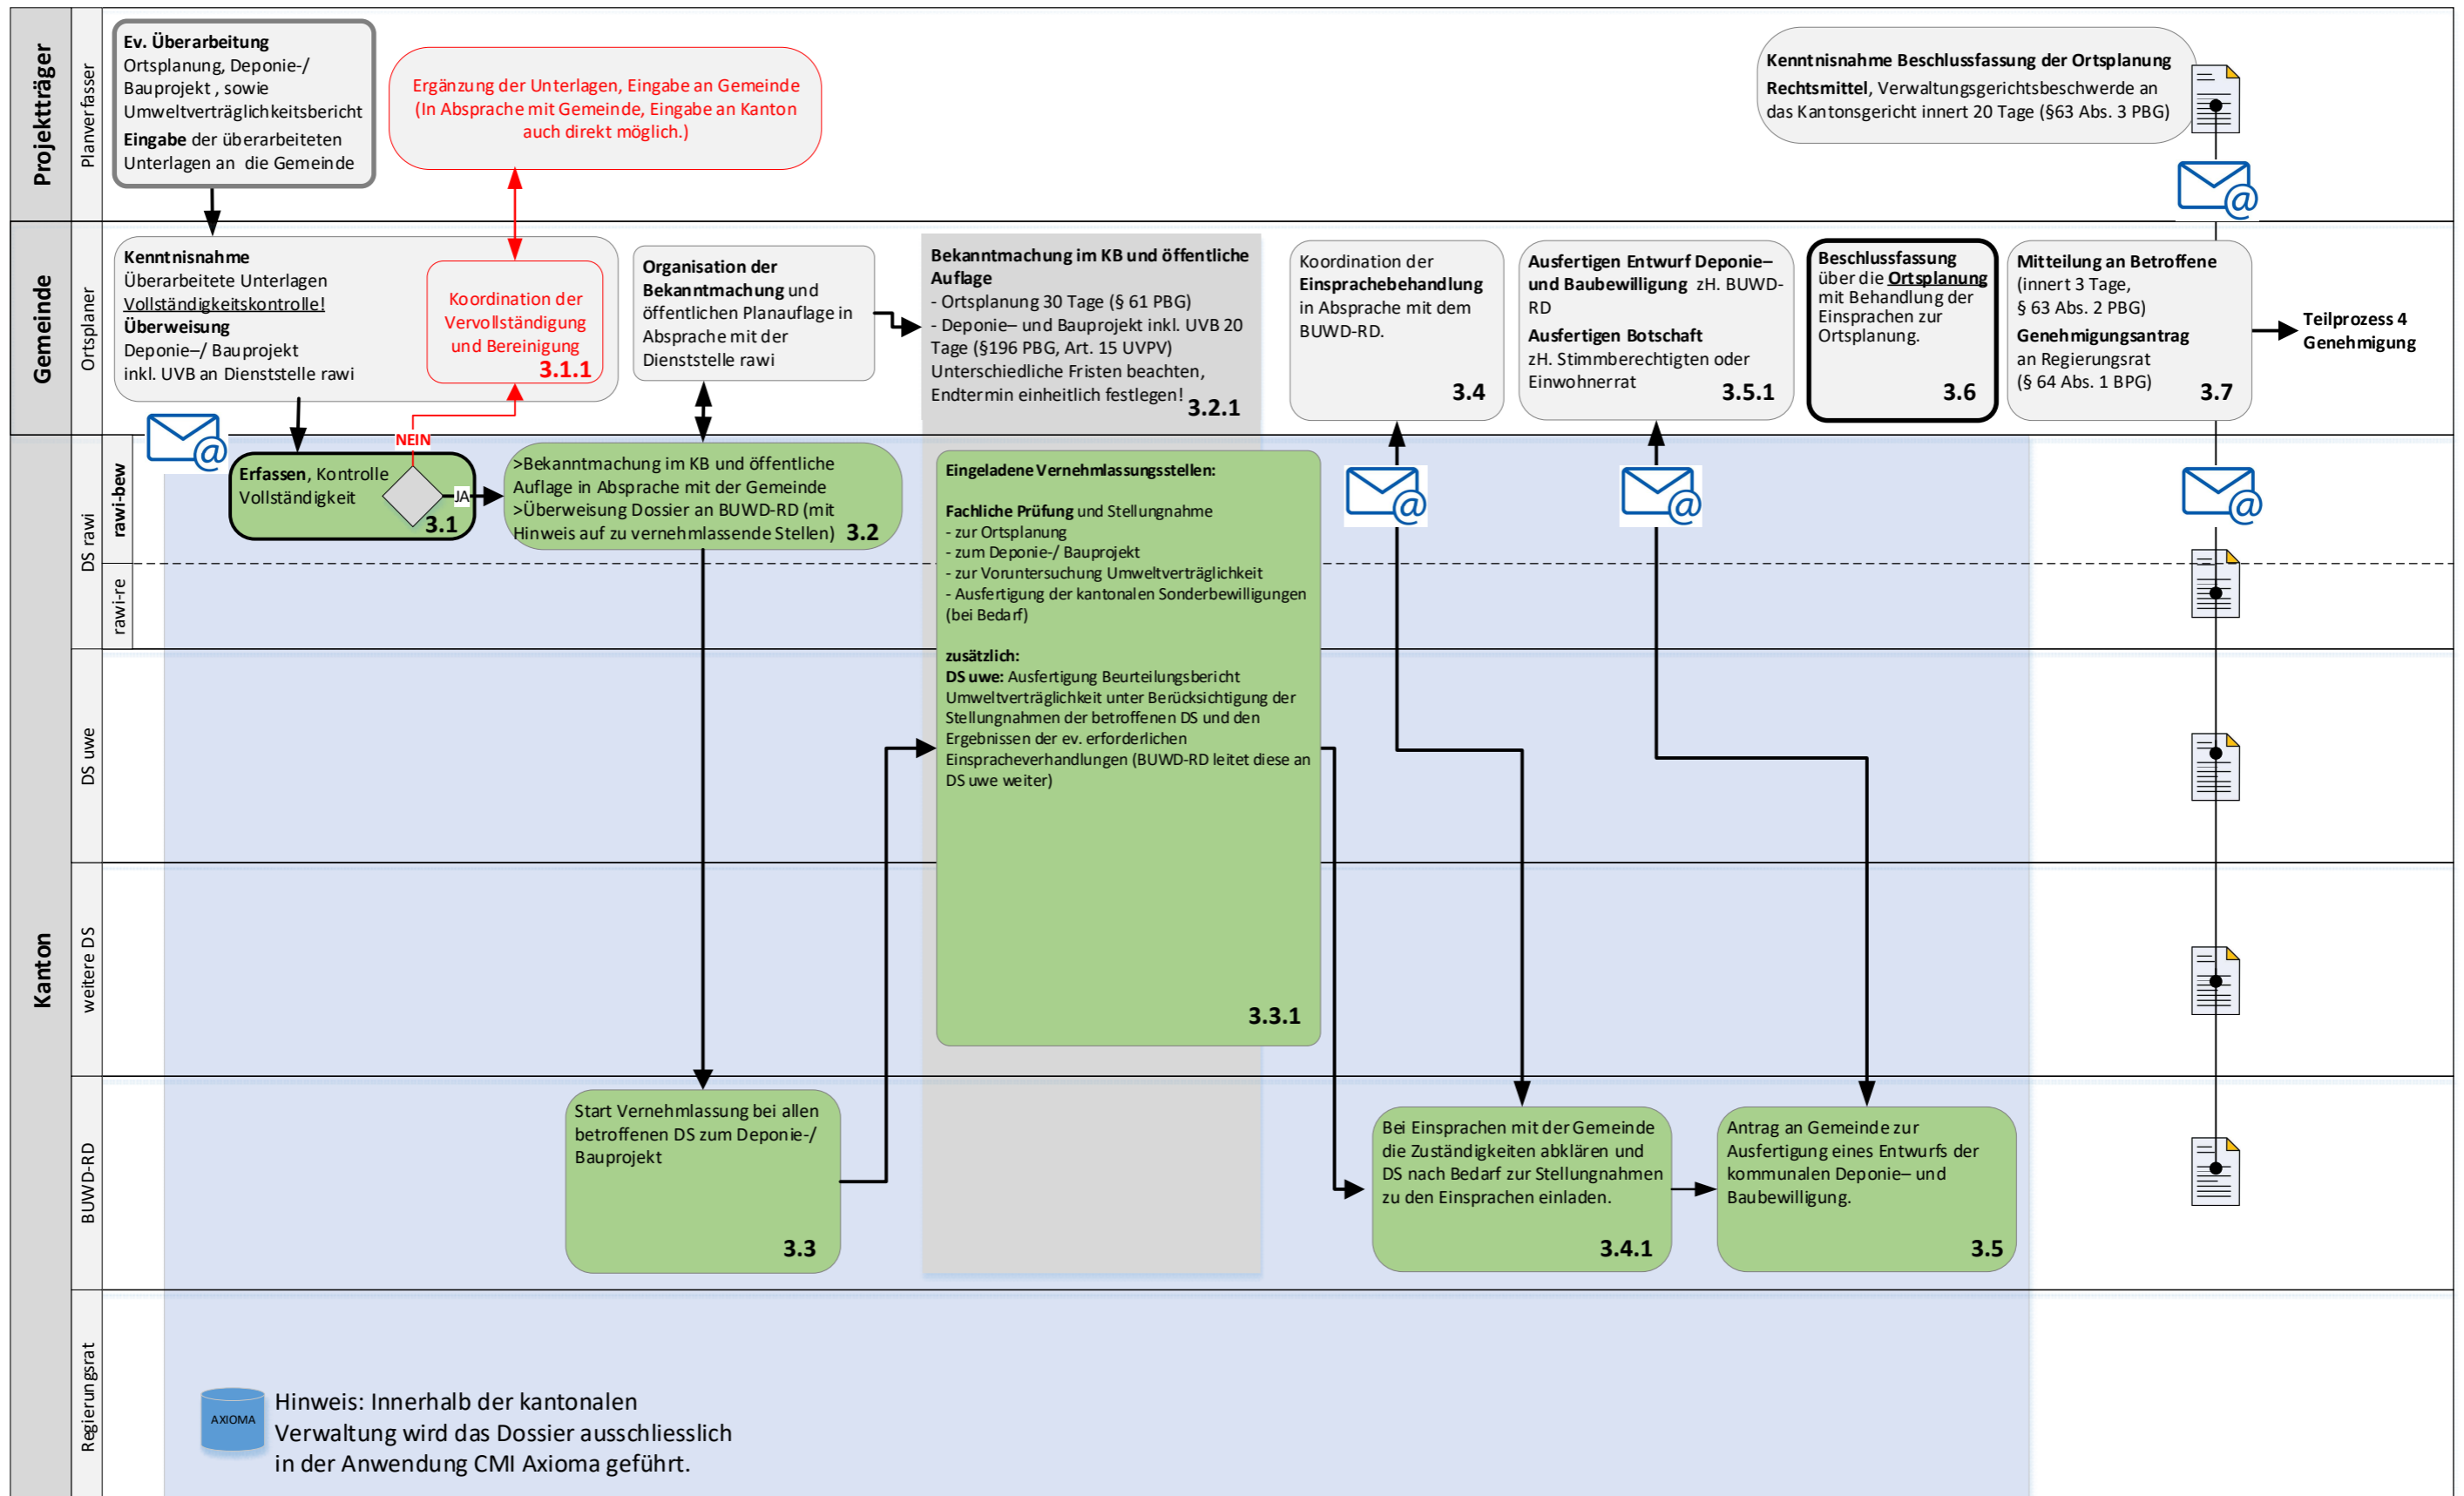 Projektträger
Planverfasser
Ev. Überarbeitung
Ortsplanung, Deponie-/
Bauprojekt , sowie
Umweltverträglichkeitsbericht
Eingabe der überarbeiteten
Unterlagen an die Gemeinde
Ergänzung der Unterlagen, Eingabe an Gemeinde
(In Absprache mit Gemeinde, Eingabe an Kanton
auch direkt möglich.)
Kenntnisnahme Beschlussfassung der Ortsplanung
Rechtsmittel, Verwaltungsgerichtsbeschwerde an
das Kantonsgericht innert 20 Tage (§63 Abs. 3 PBG)
@
Gemeinde
Ortsplaner
Kenntnisnahme
Überarbeitete Unterlagen
Vollständigkeitskontrolle!
Überweisung
Deponie–/ Bauprojekt
inkl. UVB an Dienststelle rawi
Koordination der
Vervollständigung
und Bereinigung
3.1.1
Organisation der
Bekanntmachung und
öffentlichen Planauflage in
Absprache mit der
Dienststelle rawi
Bekanntmachung im KB und öffentliche
Auflage
- Ortsplanung 30 Tage (§ 61 PBG)
- Deponie– und Bauprojekt inkl. UVB 20
Tage (§196 PBG, Art. 15 UVPV)
Unterschiedliche Fristen beachten,
Endtermin einheitlich festlegen!
3.2.1
Koordination der
Einsprachebehandlung
in Absprache mit dem
BUWD-RD.
3.4
Ausfertigen Entwurf Deponie–
und Baubewilligung zH. BUWD-
RD
Ausfertigen Botschaft
zH. Stimmberechtigten oder
Einwohnerrat
3.5.1
Beschlussfassung
über die Ortsplanung
mit Behandlung der
Einsprachen zur
Ortsplanung.
3.6
Mitteilung an Betroffene
(innert 3 Tage,
§ 63 Abs. 2 PBG)
Genehmigungsantrag
an Regierungsrat
(§ 64 Abs. 1 BPG)
3.7
Teilprozess 4
Genehmigung
Kanton
DS rawi
rawi-bew
rawi-re
@
NEIN
Erfassen, Kontrolle
Vollständigkeit
JA
3.1
>Bekanntmachung im KB und öffentliche
Auflage in Absprache mit der Gemeinde
>Überweisung Dossier an BUWD-RD (mit
Hinweis auf zu vernehmlassende Stellen)
3.2
Eingeladene Vernehmlassungsstellen:
Fachliche Prüfung und Stellungnahme
- zur Ortsplanung
- zum Deponie-/ Bauprojekt
- zur Voruntersuchung Umweltverträglichkeit
- Ausfertigung der kantonalen Sonderbewilligungen
(bei Bedarf)
zusätzlich:
DS uwe: Ausfertigung Beurteilungsbericht
Umweltverträglichkeit unter Berücksichtigung der
Stellungnahmen der betroffenen DS und den
Ergebnissen der ev. erforderlichen
Einspracheverhandlungen (BUWD-RD leitet diese an
DS uwe weiter)
3.3.1
@
@
@
DS uwe
weitere DS
BUWD-RD
Start Vernehmlassung bei allen
betroffenen DS zum Deponie-/
Bauprojekt
3.3
Bei Einsprachen mit der Gemeinde
die Zuständigkeiten abklären und
DS nach Bedarf zur Stellungnahmen
zu den Einsprachen einladen.
3.4.1
Antrag an Gemeinde zur
Ausfertigung eines Entwurfs der
kommunalen Deponie– und
Baubewilligung.
3.5
Regierungsrat
AXIOMA
Hinweis: Innerhalb der kantonalen
Verwaltung wird das Dossier ausschliesslich
in der Anwendung CMI Axioma geführt.